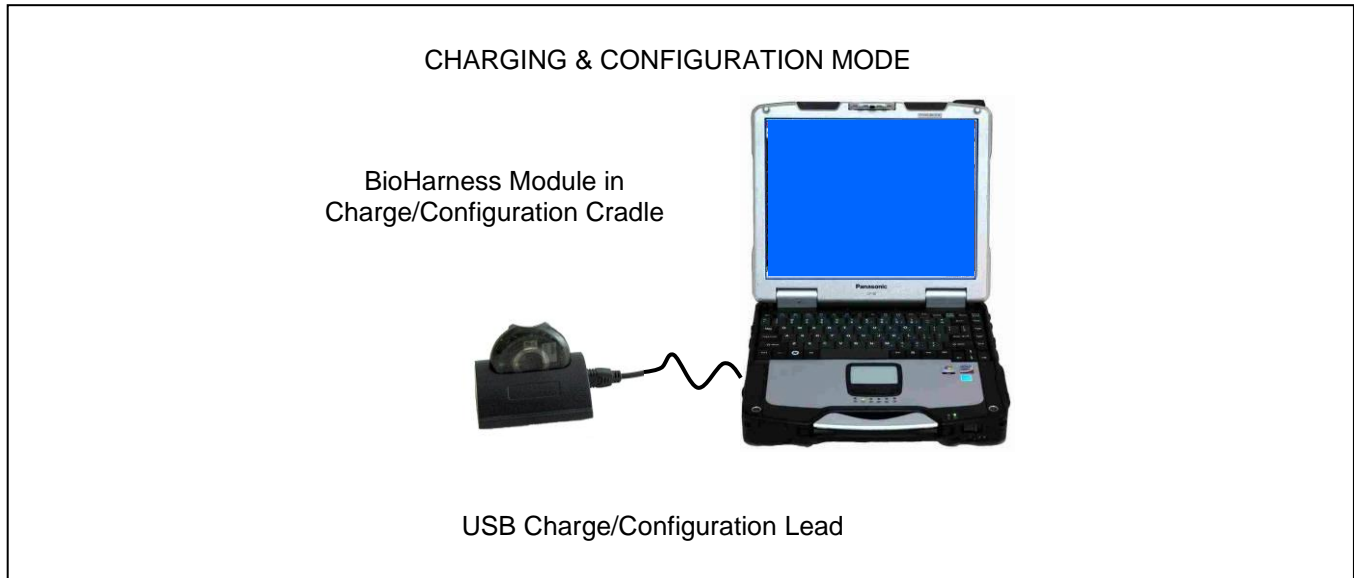 CHARGING & CONFIGURATION MODE
BioHarness Module in
Charge/Configuration Cradle
Panasonic
USB Charge/Configuration Lead